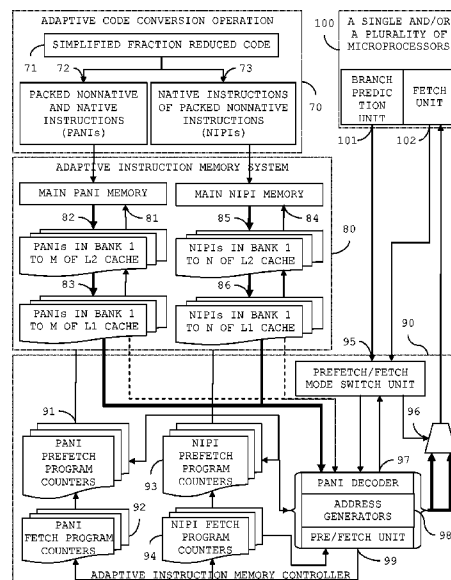 ADAPTIVE CODE CONVERSION OPERATION
SIMPLIFIED FRACTION REDUCED CODE
71
72
73
PACKED NONNATIVE
AND NATIVE
INSTRUCTIONS
(PANIs)
NATIVE INSTRUCTIONS
OF PACKED NONNATIVE
INSTRUCTIONS
(NIPIs)
70
100
A SINGLE AND/OR
A PLURALITY OF
MICROPROCESSORS
BRANCH
PREDIC
TION
UNIT
FETCH
UNIT
101
102
ADAPTIVE INSTRUCTION MEMORY SYSTEM
MAIN PANI MEMORY
MAIN NIPI MEMORY
82
81
85
84
80
PANIs IN BANK 1
TO M OF L2 CACHE
NIPIs IN BANK 1
TO N OF L2 CACHE
83
86
PANIs IN BANK 1
TO M OF L1 CACHE
NIPIs IN BANK 1
TO N OF L1 CACHE
95
90
PREFETCH/FETCH
MODE SWITCH UNIT
91
96
PANI
PREFETCH
PROGRAM
COUNTERS
93
NIPI
PREFETCH
PROGRAM
COUNTERS
97
PANI DECODER
ADDRESS
GENERATORS
PRE/FETCH UNIT
98
92
PANI
FETCH PROGRAM
COUNTERS
94
NIPI FETCH
PROGRAM
COUNTERS
99
ADAPTIVE INSTRUCTION MEMORY CONTROLLER